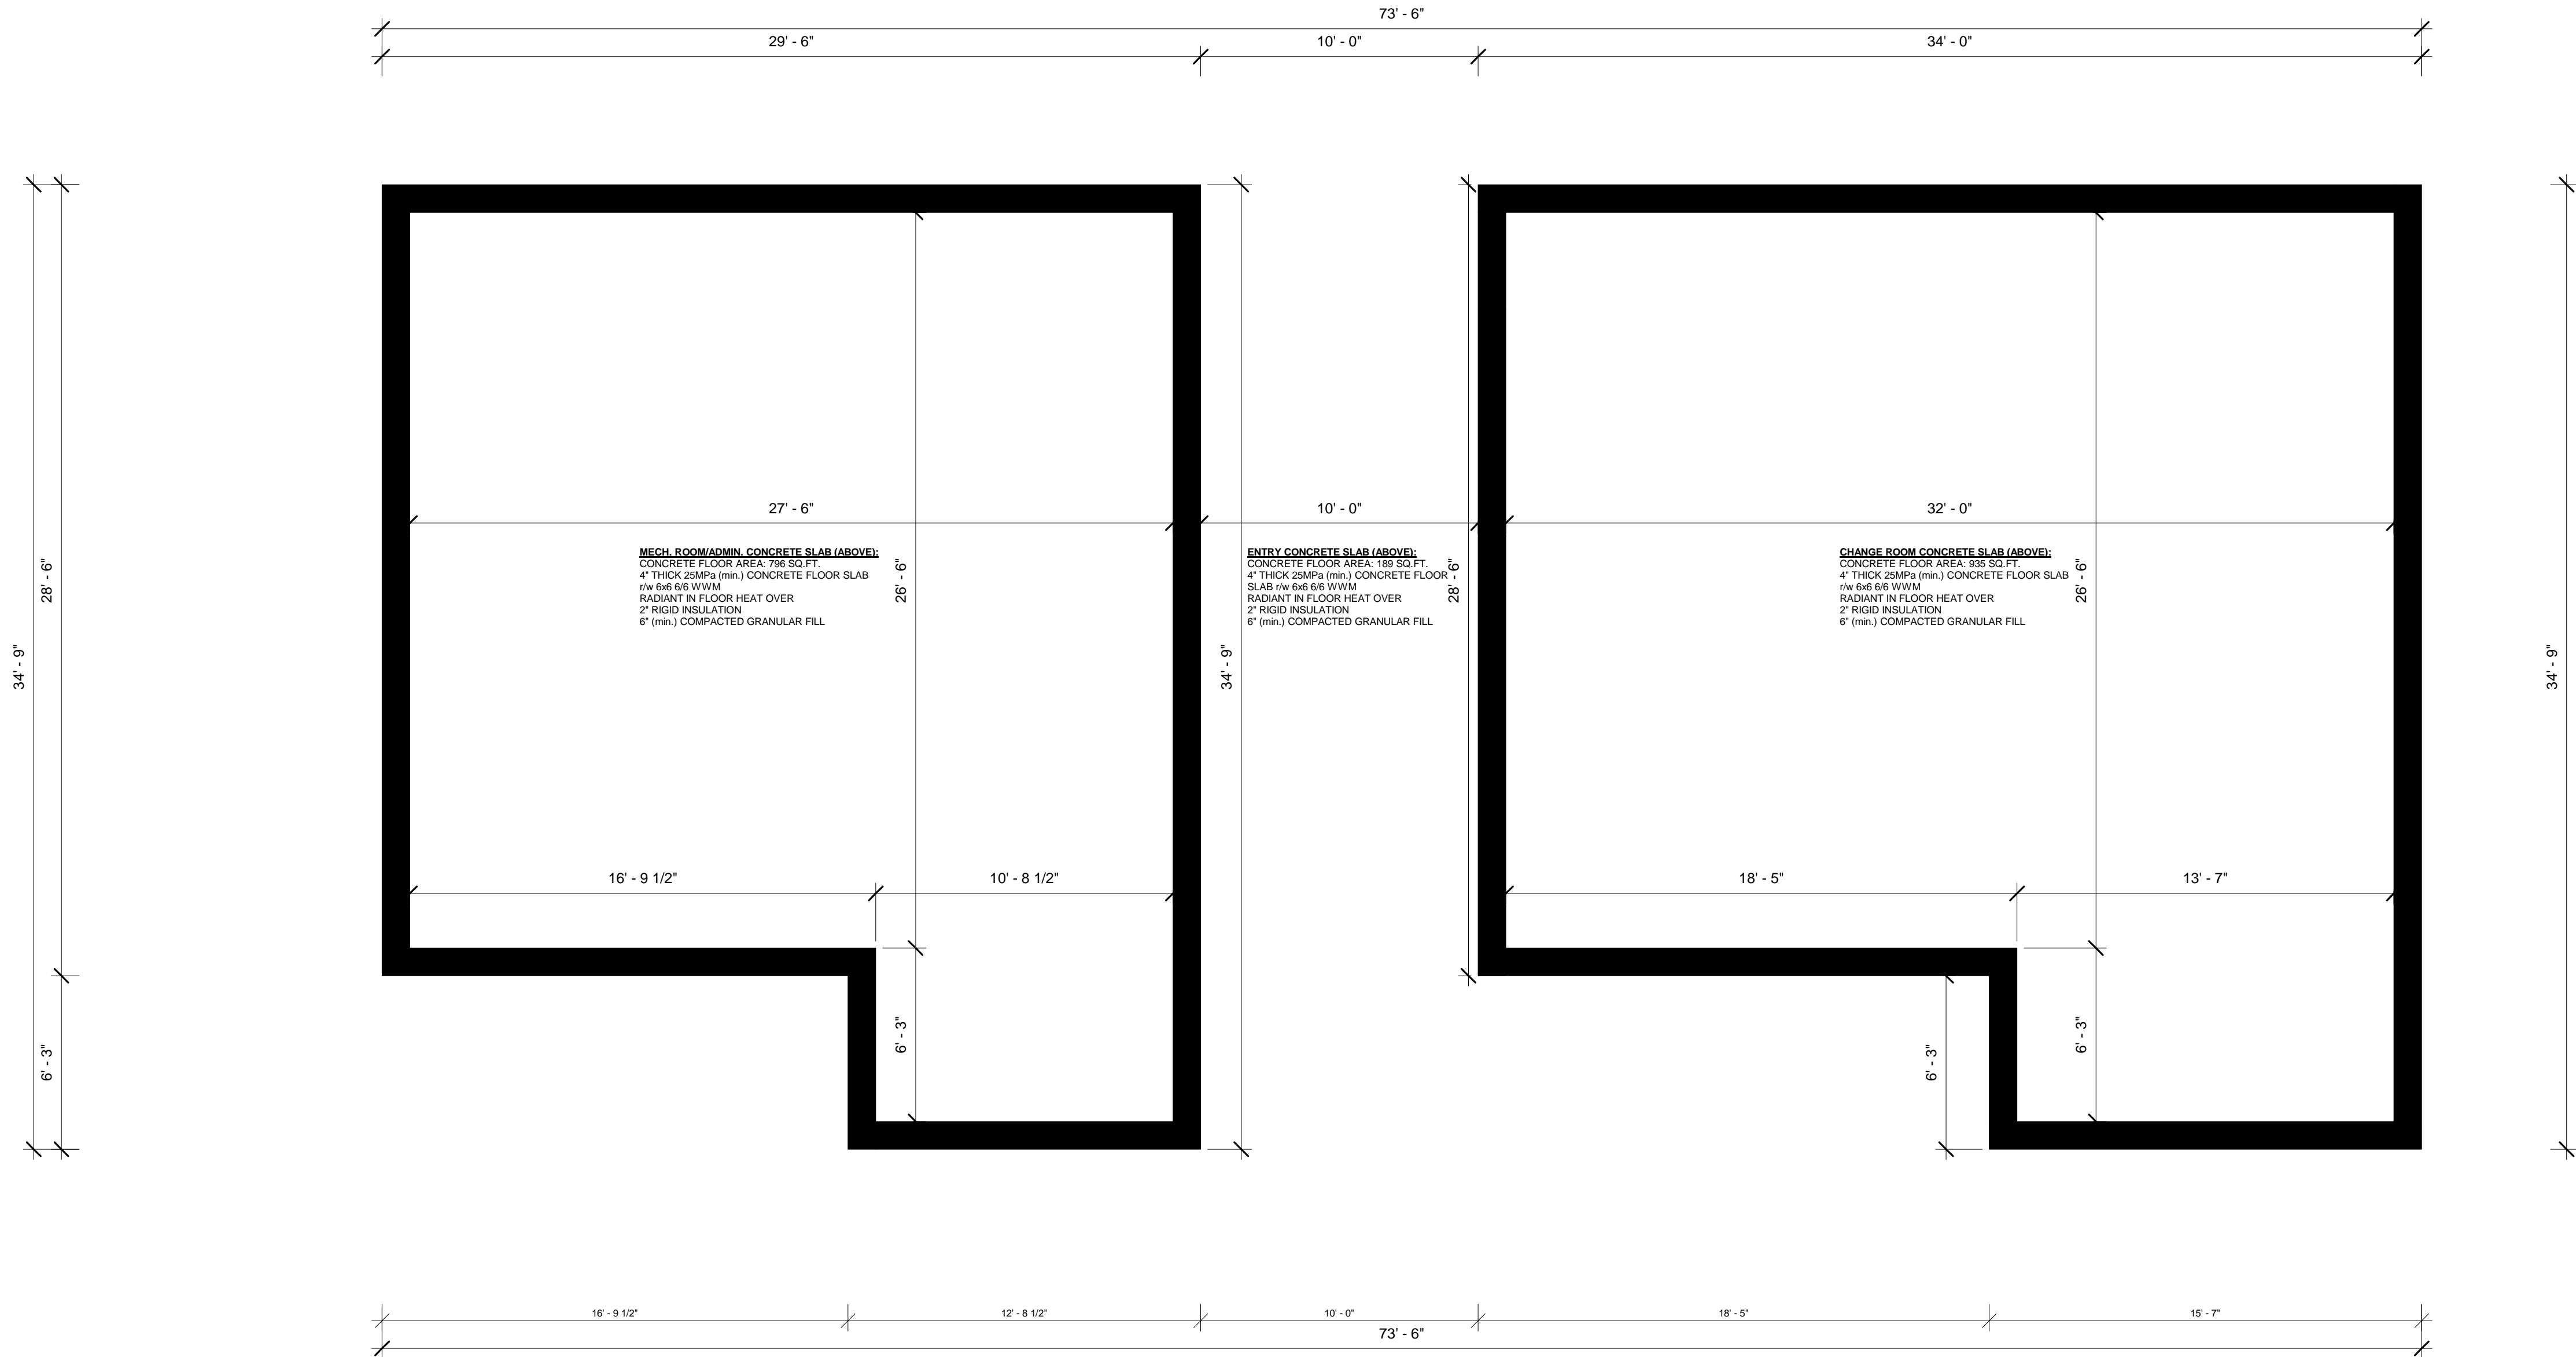 73' - 6"
29' - 6"
10' - 0"
34' - 0"
34' - 9"
28' - 6"
6' - 3"
27' - 6"
10' - 0"
32' - 0"
MECH. ROOM/ADMIN. CONCRETE SLAB (ABOVE):
CONCRETE FLOOR AREA: 796 SQ.FT.
4" THICK 25MPa (min.) CONCRETE FLOOR SLAB
r/w 6x6 6/6 WWM
RADIANT IN FLOOR HEAT OVER
2" RIGID INSULATION
6" (min.) COMPACTED GRANULAR FILL
26' - 6"
ENTRY CONCRETE SLAB (ABOVE):
CONCRETE FLOOR AREA: 189 SQ.FT.
4" THICK 25MPa (min.) CONCRETE FLOOR
SLAB r/w 6x6 6/6 WWM
RADIANT IN FLOOR HEAT OVER
2" RIGID INSULATION
6" (min.) COMPACTED GRANULAR FILL
34' - 9"
28' - 6"
CHANGE ROOM CONCRETE SLAB (ABOVE):
CONCRETE FLOOR AREA: 935 SQ.FT.
4" THICK 25MPa (min.) CONCRETE FLOOR SLAB
r/w 6x6 6/6 WWM
RADIANT IN FLOOR HEAT OVER
2" RIGID INSULATION
6" (min.) COMPACTED GRANULAR FILL
26' - 6"
34' - 9"
16' - 9 1/2"
10' - 8 1/2"
18' - 5"
13' - 7"
6' - 3"
6' - 3"
6' - 3"
16' - 9 1/2"
12' - 8 1/2"
10' - 0"
18' - 5"
15' - 7"
73' - 6"